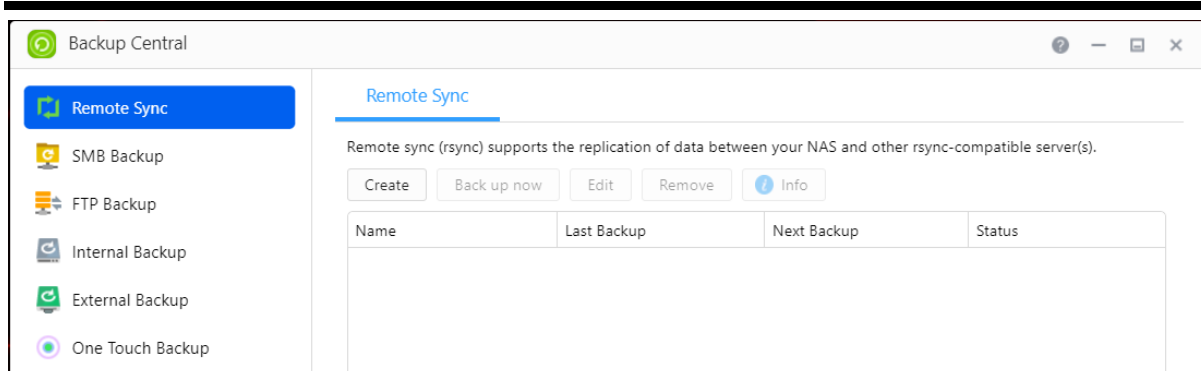 Backup Central
Remote Sync
SMB Backup
FTP Backup
Internal Backup
External Backup
One Touch Backup
Remote Sync
Remote sync (rsync) supports the replication of data between your NAS and other rsync-compatible server(s).
Create Back up now Edit Remove Info
Name Last Backup Next Backup Status